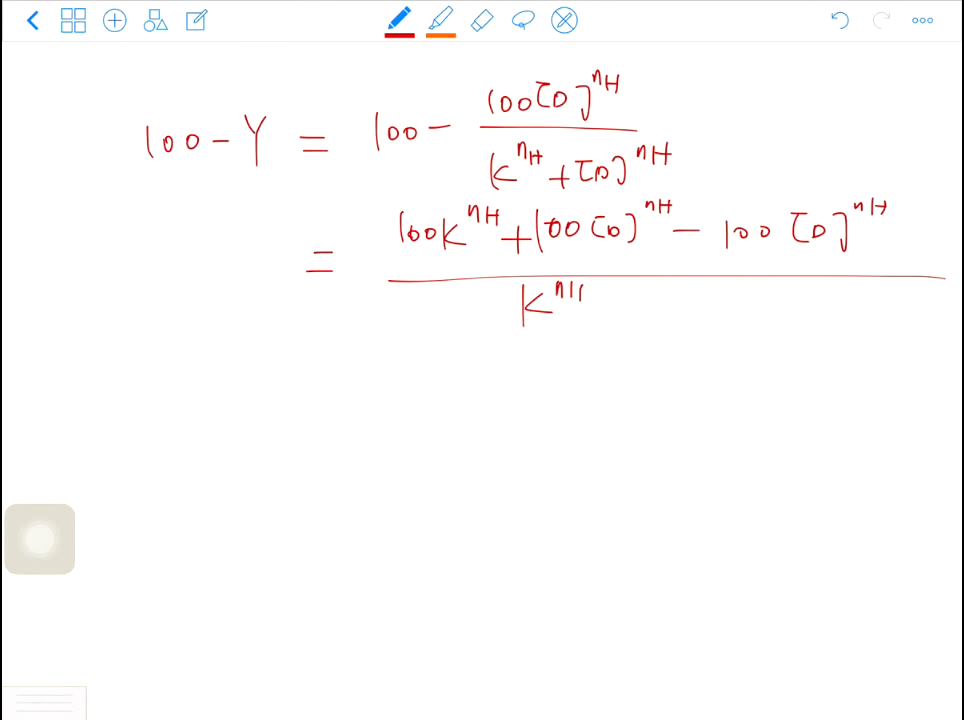 100 - Y = 100 - 100[D]^nH / K^nH + [D]^nH
= 100K^nH + 100[D]^nH - 100[D]^nH / K^nH